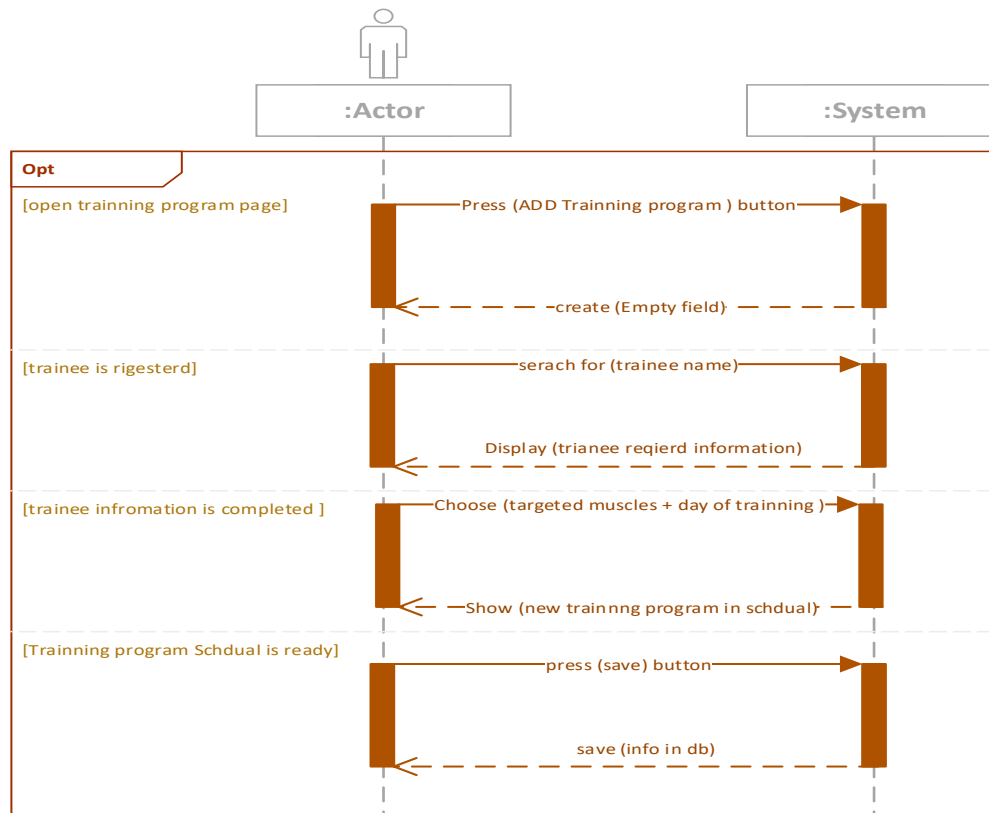 :Actor
:System
Opt
[open trainning program page]
Press (ADD Trainning program ) button
create (Empty field)
[trainee is rigesterd]
serach for (trainee name)
Display (trianee reqierd information)
[trainee infromation is completed ]
Choose (targeted muscles + day of trainning )
Show (new trainnng program in schdual)
[Trainning program Schdual is ready]
press (save) button
save (info in db)